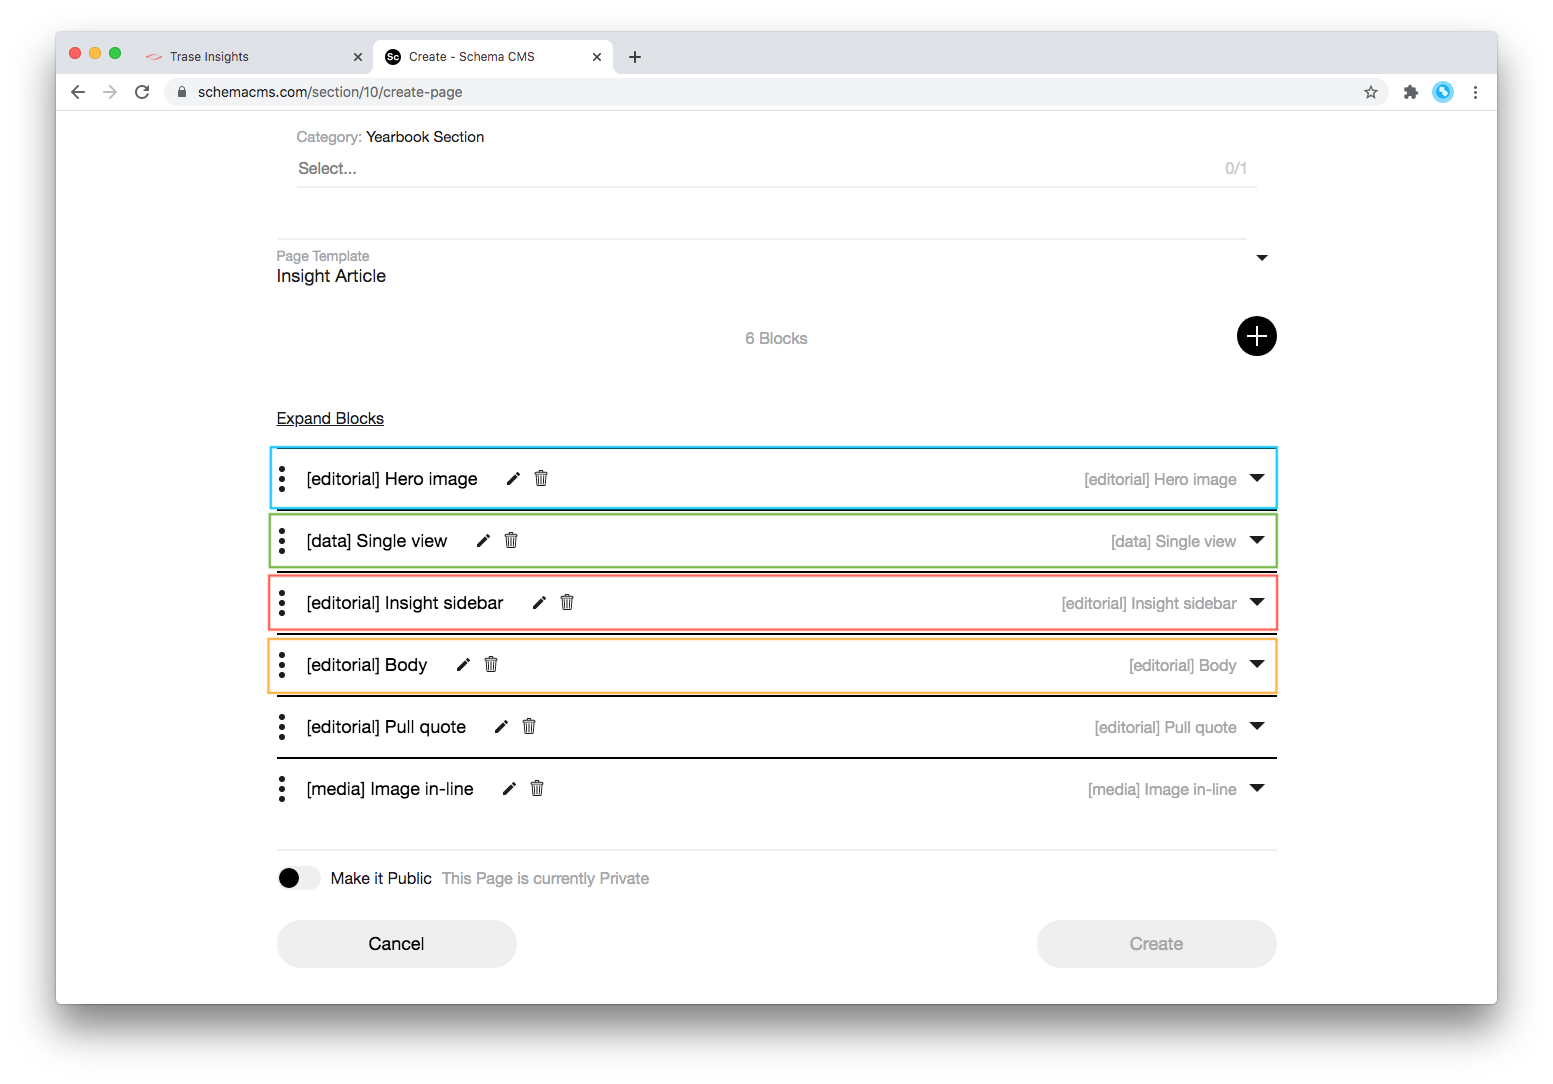 Trase Insights
Sc Create - Schema CMS
schemacms.com/section/10/create-page
Category: Yearbook Section
Select... 0/1
Page Template
Insight Article
6 Blocks
Expand Blocks
[editorial] Hero image [editorial] Hero image
[data] Single view [data] Single view
[editorial] Insight sidebar [editorial] Insight sidebar
[editorial] Body [editorial] Body
[editorial] Pull quote [editorial] Pull quote
[media] Image in-line [media] Image in-line
Make it Public This Page is currently Private
Cancel Create